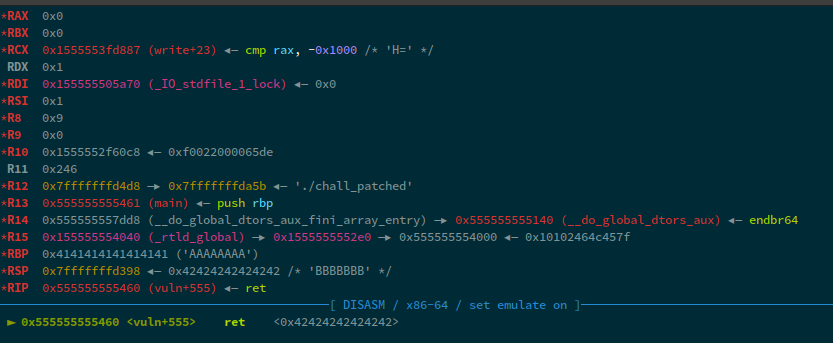 *RAX 0x0
*RBX 0x0
*RCX 0x1555553fd887 (write+23) ◂— cmp rax, -0x1000 /* 'H=' */
RDX 0x1
*RDI 0x155555505a70 (_IO_stdfile_1_lock) ◂— 0x0
*RSI 0x1
*R8 0x9
*R9 0x0
*R10 0x1555552f60c8 ◂— 0xf0022000065de
R11 0x246
*R12 0x7fffffffd4d8 —▸ 0x7fffffffda5b ◂— './chall_patched'
*R13 0x555555555461 (main) ◂— push rbp
*R14 0x555555557dd8 (__do_global_dtors_aux_fini_array_entry) —▸ 0x555555555140 (__do_global_dtors_aux) ◂— endbr64
*R15 0x155555554040 (_rtld_global) —▸ 0x1555555552e0 —▸ 0x555555554000 ◂— 0x10102464c457f
*RBP 0x4141414141414141 ('AAAAAAAA')
*RSP 0x7fffffffd398 ◂— 0x42424242424242 /* 'BBBBBBB' */
*RIP 0x555555555460 (vuln+555) ◂— ret
[ DISASM / x86-64 / set emulate on ]
► 0x555555555460 <vuln+555> ret <0x42424242424242>